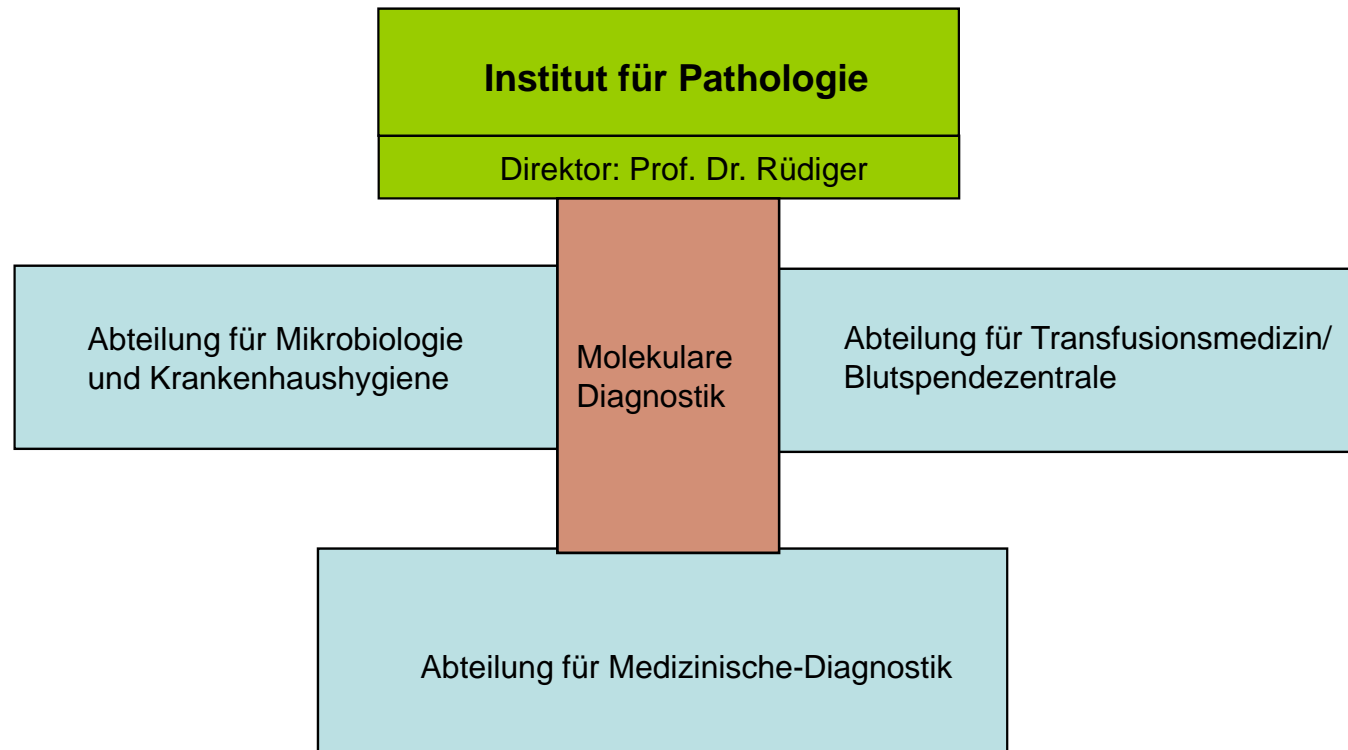 Institut für Pathologie
Direktor: Prof. Dr. Rüdiger
Abteilung für Mikrobiologie
und Krankenhaushygiene
Molekulare
Diagnostik
Abteilung für Transfusionsmedizin/
Blutspendezentrale
Abteilung für Medizinische-Diagnostik